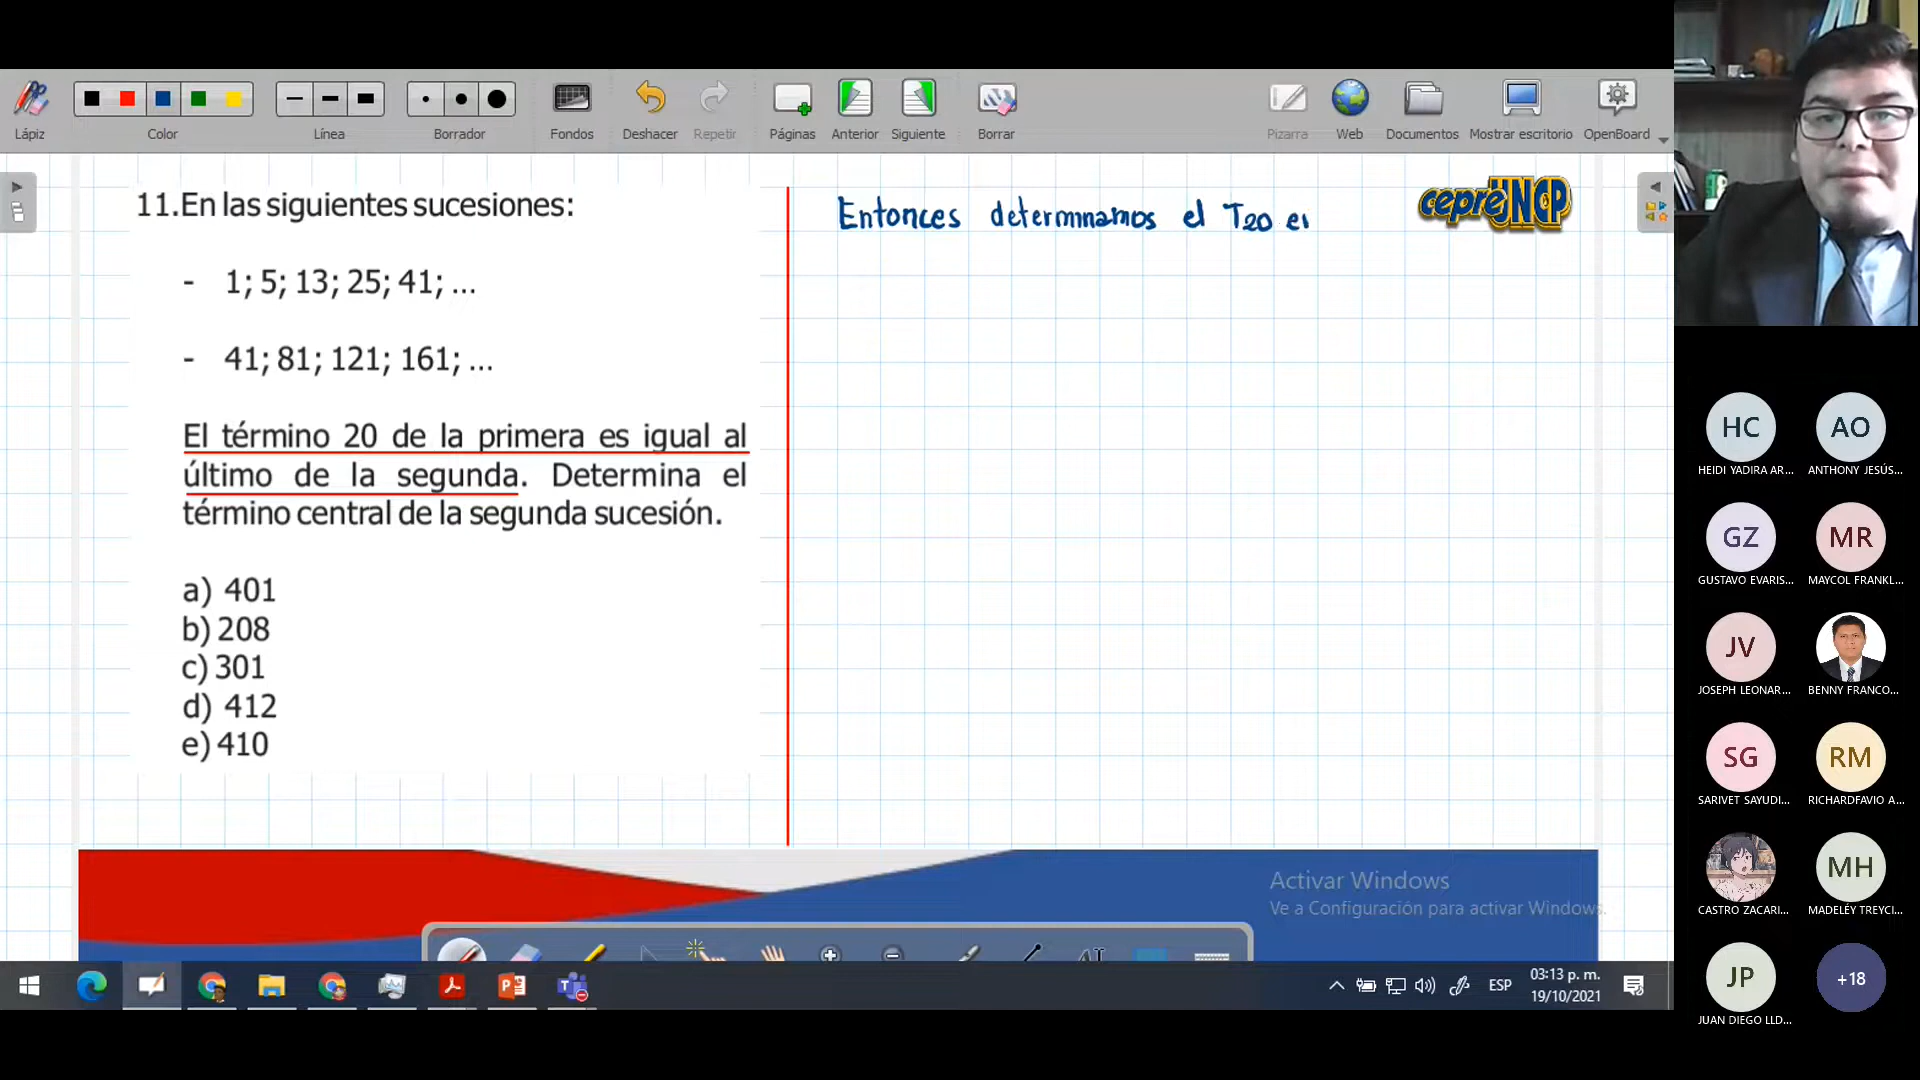 Lápiz
Color
Línea
Borrador
Fondos
Deshacer
Repetir
Páginas
Anterior
Siguiente
Borrar
Pizarra
Web
Documentos
Mostrar escritorio
OpenBoard
11.En las siguientes sucesiones:
- 1; 5; 13; 25; 41; ...
- 41; 81; 121; 161; ...
El término 20 de la primera es igual al
último de la segunda. Determina el
término central de la segunda sucesión.
a) 401
b) 208
c) 301
d) 412
e) 410
Entonces determnamos el T20 en
cepreUNCP
Activar Windows
Ve a Configuración para activar Windows.
ESP
03:13 p. m.
19/10/2021
HC
HEIDI YADIRA AR...
AO
ANTHONY JESÚS...
GZ
GUSTAVO EVARIS...
MR
MAYCOL FRANKL...
JV
JOSEPH LEONAR...
BENNY FRANCO...
SG
SARIVET SAYUDI...
RM
RICHARDFAVIO A...
CASTRO ZACARI...
MH
MADELÉY TREYCI...
JP
JUAN DIEGO LLD...
+18